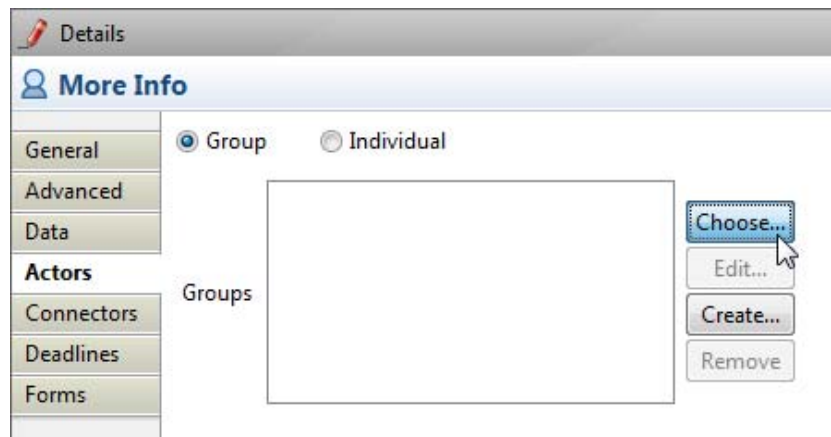 Details
More Info
General
Advanced
Data
Actors
Connectors
Deadlines
Forms
Group
Individual
Groups
Choose...
Edit...
Create...
Remove